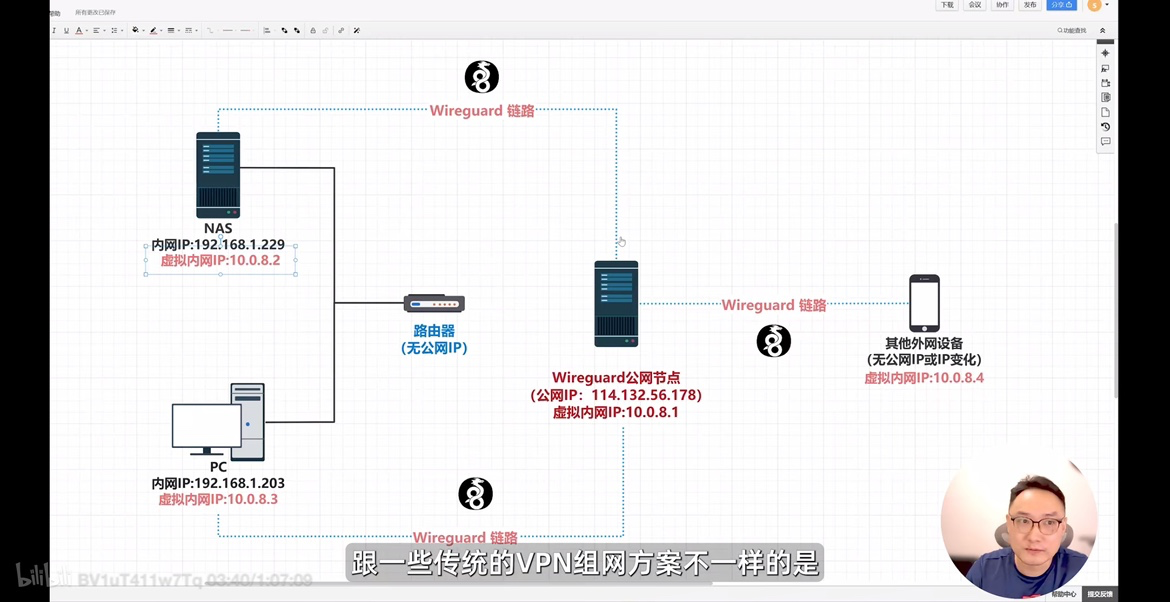 帮助
所有更改已保存
下载
会议
协作
发布
分享
S
I U A
功能查找
Wireguard 链路
NAS
内网IP:192.168.1.229
虚拟内网IP:10.0.8.2
路由器
(无公网IP)
Wireguard 链路
其他外网设备
(无公网IP或IP变化)
虚拟内网IP:10.0.8.4
Wireguard公网节点
(公网IP：114.132.56.178)
虚拟内网IP:10.0.8.1
PC
内网IP:192.168.1.203
虚拟内网IP:10.0.8.3
Wireguard 链路
跟一些传统的VPN组网方案不一样的是
bilibili BV1uT411w7Tq 03:40/1:07:09
帮助中心
提交反馈